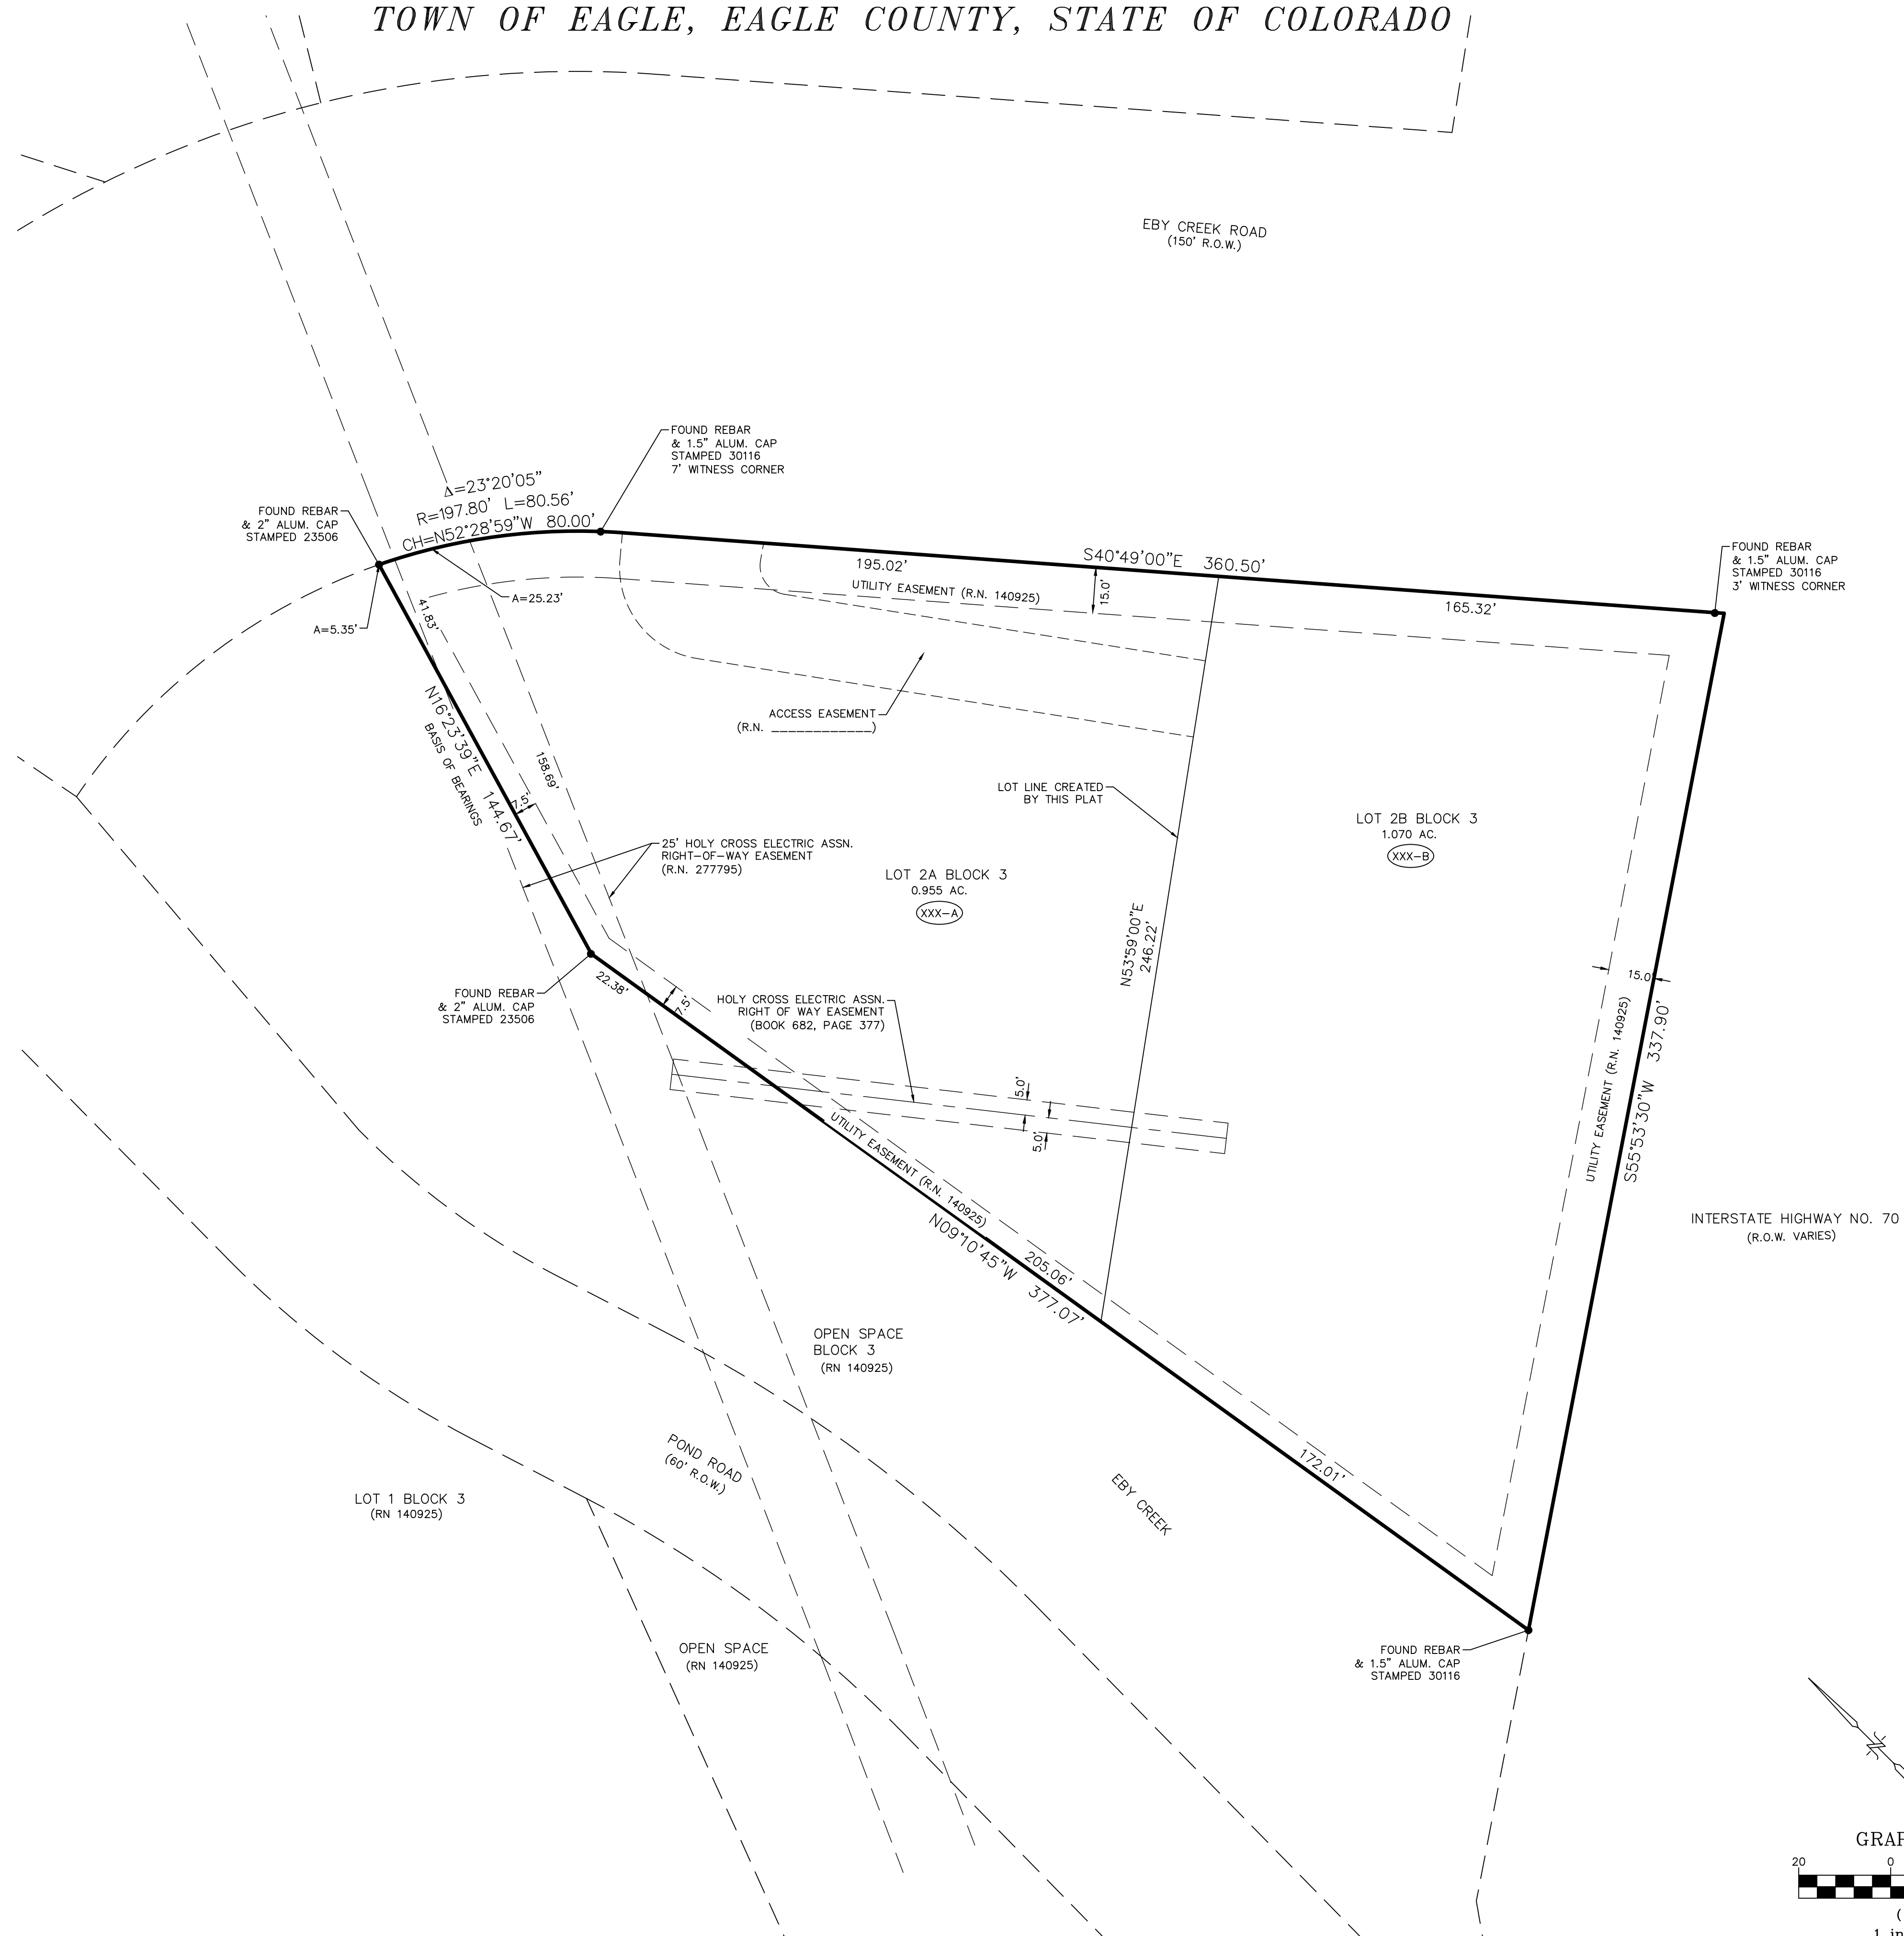 TOWN OF EAGLE, EAGLE COUNTY, STATE OF COLORADO
EBY CREEK ROAD
(150' R.O.W.)
FOUND REBAR
& 1.5" ALUM. CAP
STAMPED 30116
7' WITNESS CORNER
Δ=23°20'05"
R=197.80' L=80.56'
CH=N52°28'59"W 80.00'
FOUND REBAR
& 2" ALUM. CAP
STAMPED 23506
A=5.35'
A=25.23'
41.83'
195.02'
S40°49'00"E 360.50'
UTILITY EASEMENT (R.N. 140925)
15.0'
165.32'
FOUND REBAR
& 1.5" ALUM. CAP
STAMPED 30116
3' WITNESS CORNER
N16°23'39"E 144.67'
BASIS OF BEARINGS
158.69'
7.5'
ACCESS EASEMENT
(R.N. ____________)
LOT LINE CREATED
BY THIS PLAT
LOT 2B BLOCK 3
1.070 AC.
XXX-B
25' HOLY CROSS ELECTRIC ASSN.
RIGHT-OF-WAY EASEMENT
(R.N. 277795)
LOT 2A BLOCK 3
0.955 AC.
XXX-A
N53°59'00"E
246.22'
FOUND REBAR
& 2" ALUM. CAP
STAMPED 23506
22.38'
7.5'
HOLY CROSS ELECTRIC ASSN.
RIGHT OF WAY EASEMENT
(BOOK 682, PAGE 377)
5.0'
5.0'
15.0'
UTILITY EASEMENT (R.N. 140925)
S55°53'30"W 337.90'
UTILITY EASEMENT (R.N. 140925)
N09°10'45"W 377.07'
205.06'
INTERSTATE HIGHWAY NO. 70
(R.O.W. VARIES)
OPEN SPACE
BLOCK 3
(RN 140925)
172.01'
POND ROAD
(60' R.O.W.)
EBY CREEK
LOT 1 BLOCK 3
(RN 140925)
OPEN SPACE
(RN 140925)
FOUND REBAR
& 1.5" ALUM. CAP
STAMPED 30116
N
GRAP
20 0
(
1 in